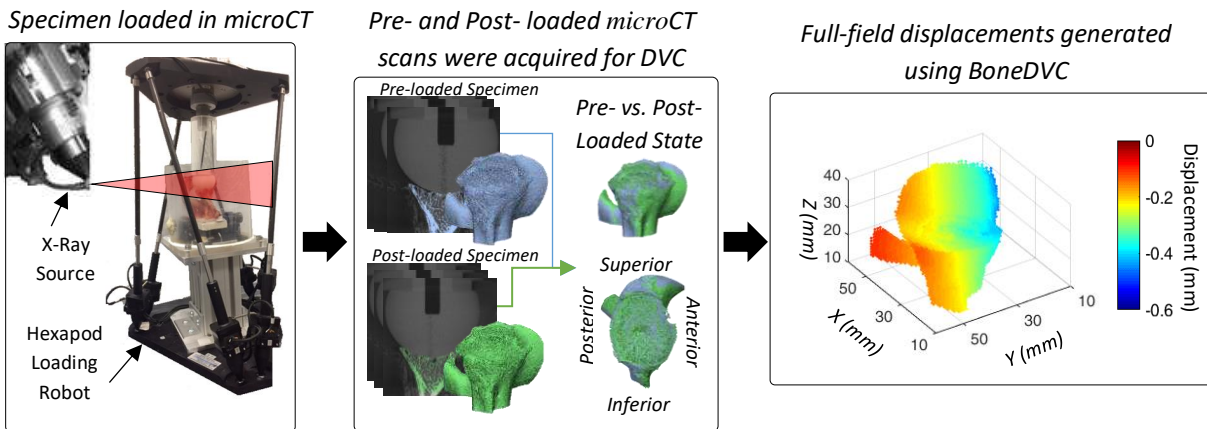 Specimen loaded in microCT
X-Ray
Source
Hexapod
Loading
Robot
Pre- and Post- loaded microCT
scans were acquired for DVC
Pre-loaded Specimen
Post-loaded Specimen
Pre- vs. Post-
Loaded State
Superior
Posterior
Anterior
Inferior
Full-field displacements generated
using BoneDVC
40
30
20
10
Z(mm)
50
30
10
X (mm)
50
30
10
Y (mm)
0
-0.2
-0.4
-0.6
Displacement (mm)